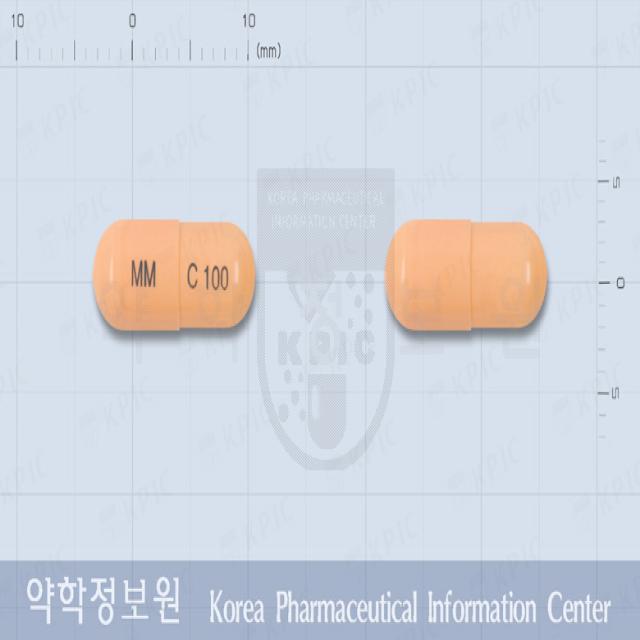 10 0 10
(mm)
5
0
5
KOREA PHARMACEUTICAL
INFORMATION CENTER
MM C 100
KPIC
약학정보원 Korea Pharmaceutical Information Center